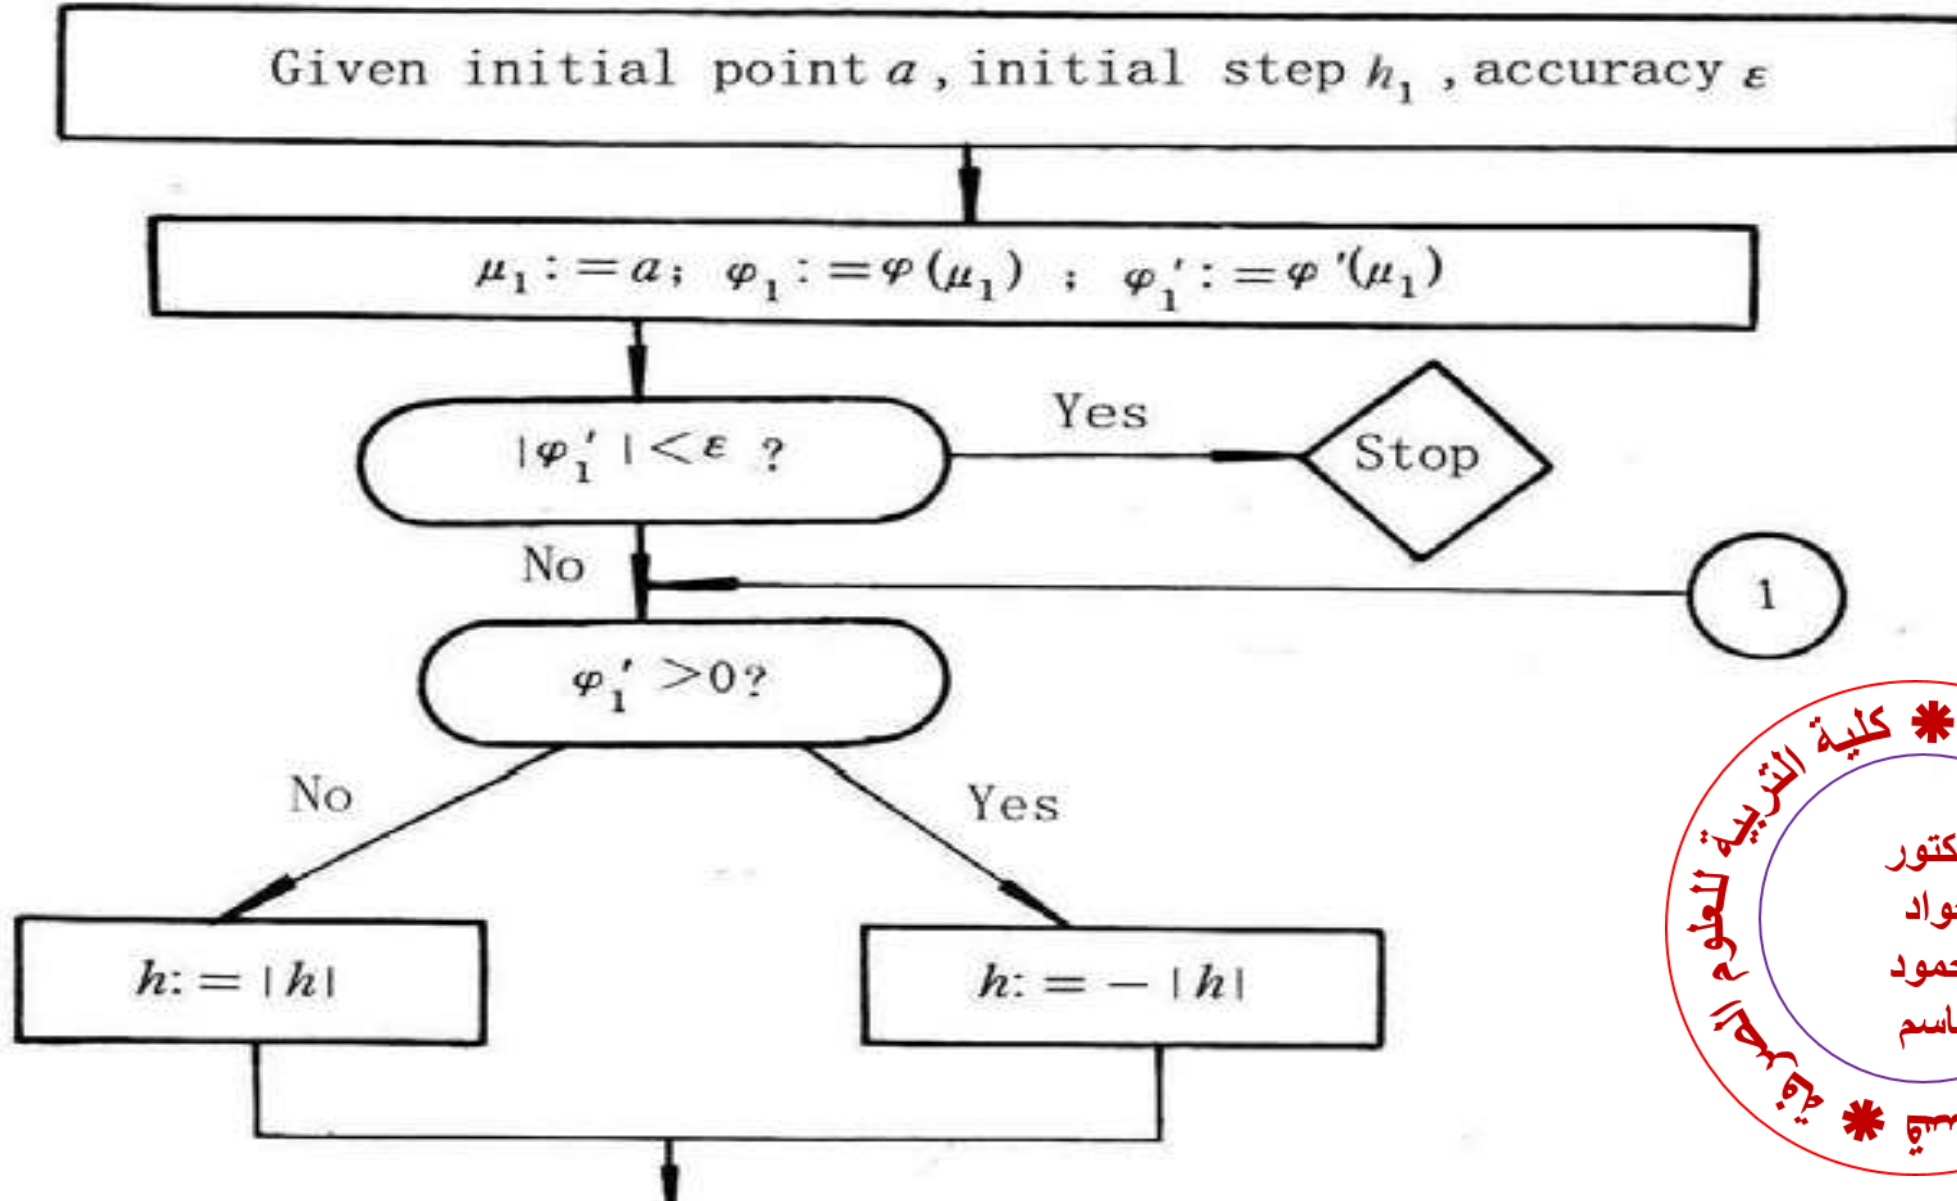 Given initial point a, initial step h₁, accuracy ε
μ₁:=a; φ₁:=φ(μ₁) ; φ₁′:=φ′(μ₁)
|φ₁′|<ε ?
Yes
Stop
No
1
φ₁′>0?
No
Yes
h:=|h|
h:=−|h|
كلية التربية للعلوم الصرفة